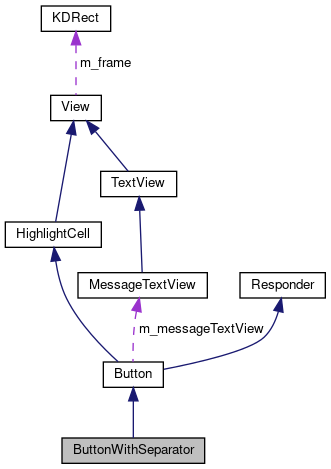 KDRect
m_frame
View
TextView
HighlightCell
MessageTextView
Responder
m_messageTextView
Button
ButtonWithSeparator